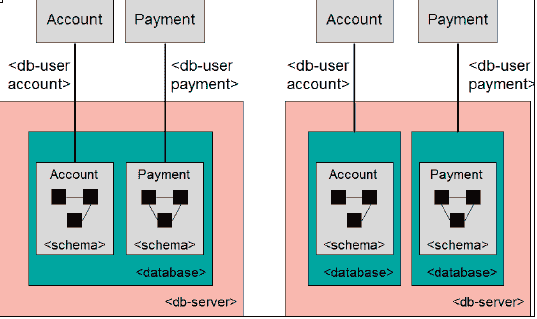 Account
Payment
<db-user
account>
<db-user
payment>
Account
<schema>
Payment
<schema>
<database>
<db-server>
Account
Payment
<db-user
account>
<db-user
payment>
Account
<schema>
<database>
Payment
<schema>
<database>
<db-server>